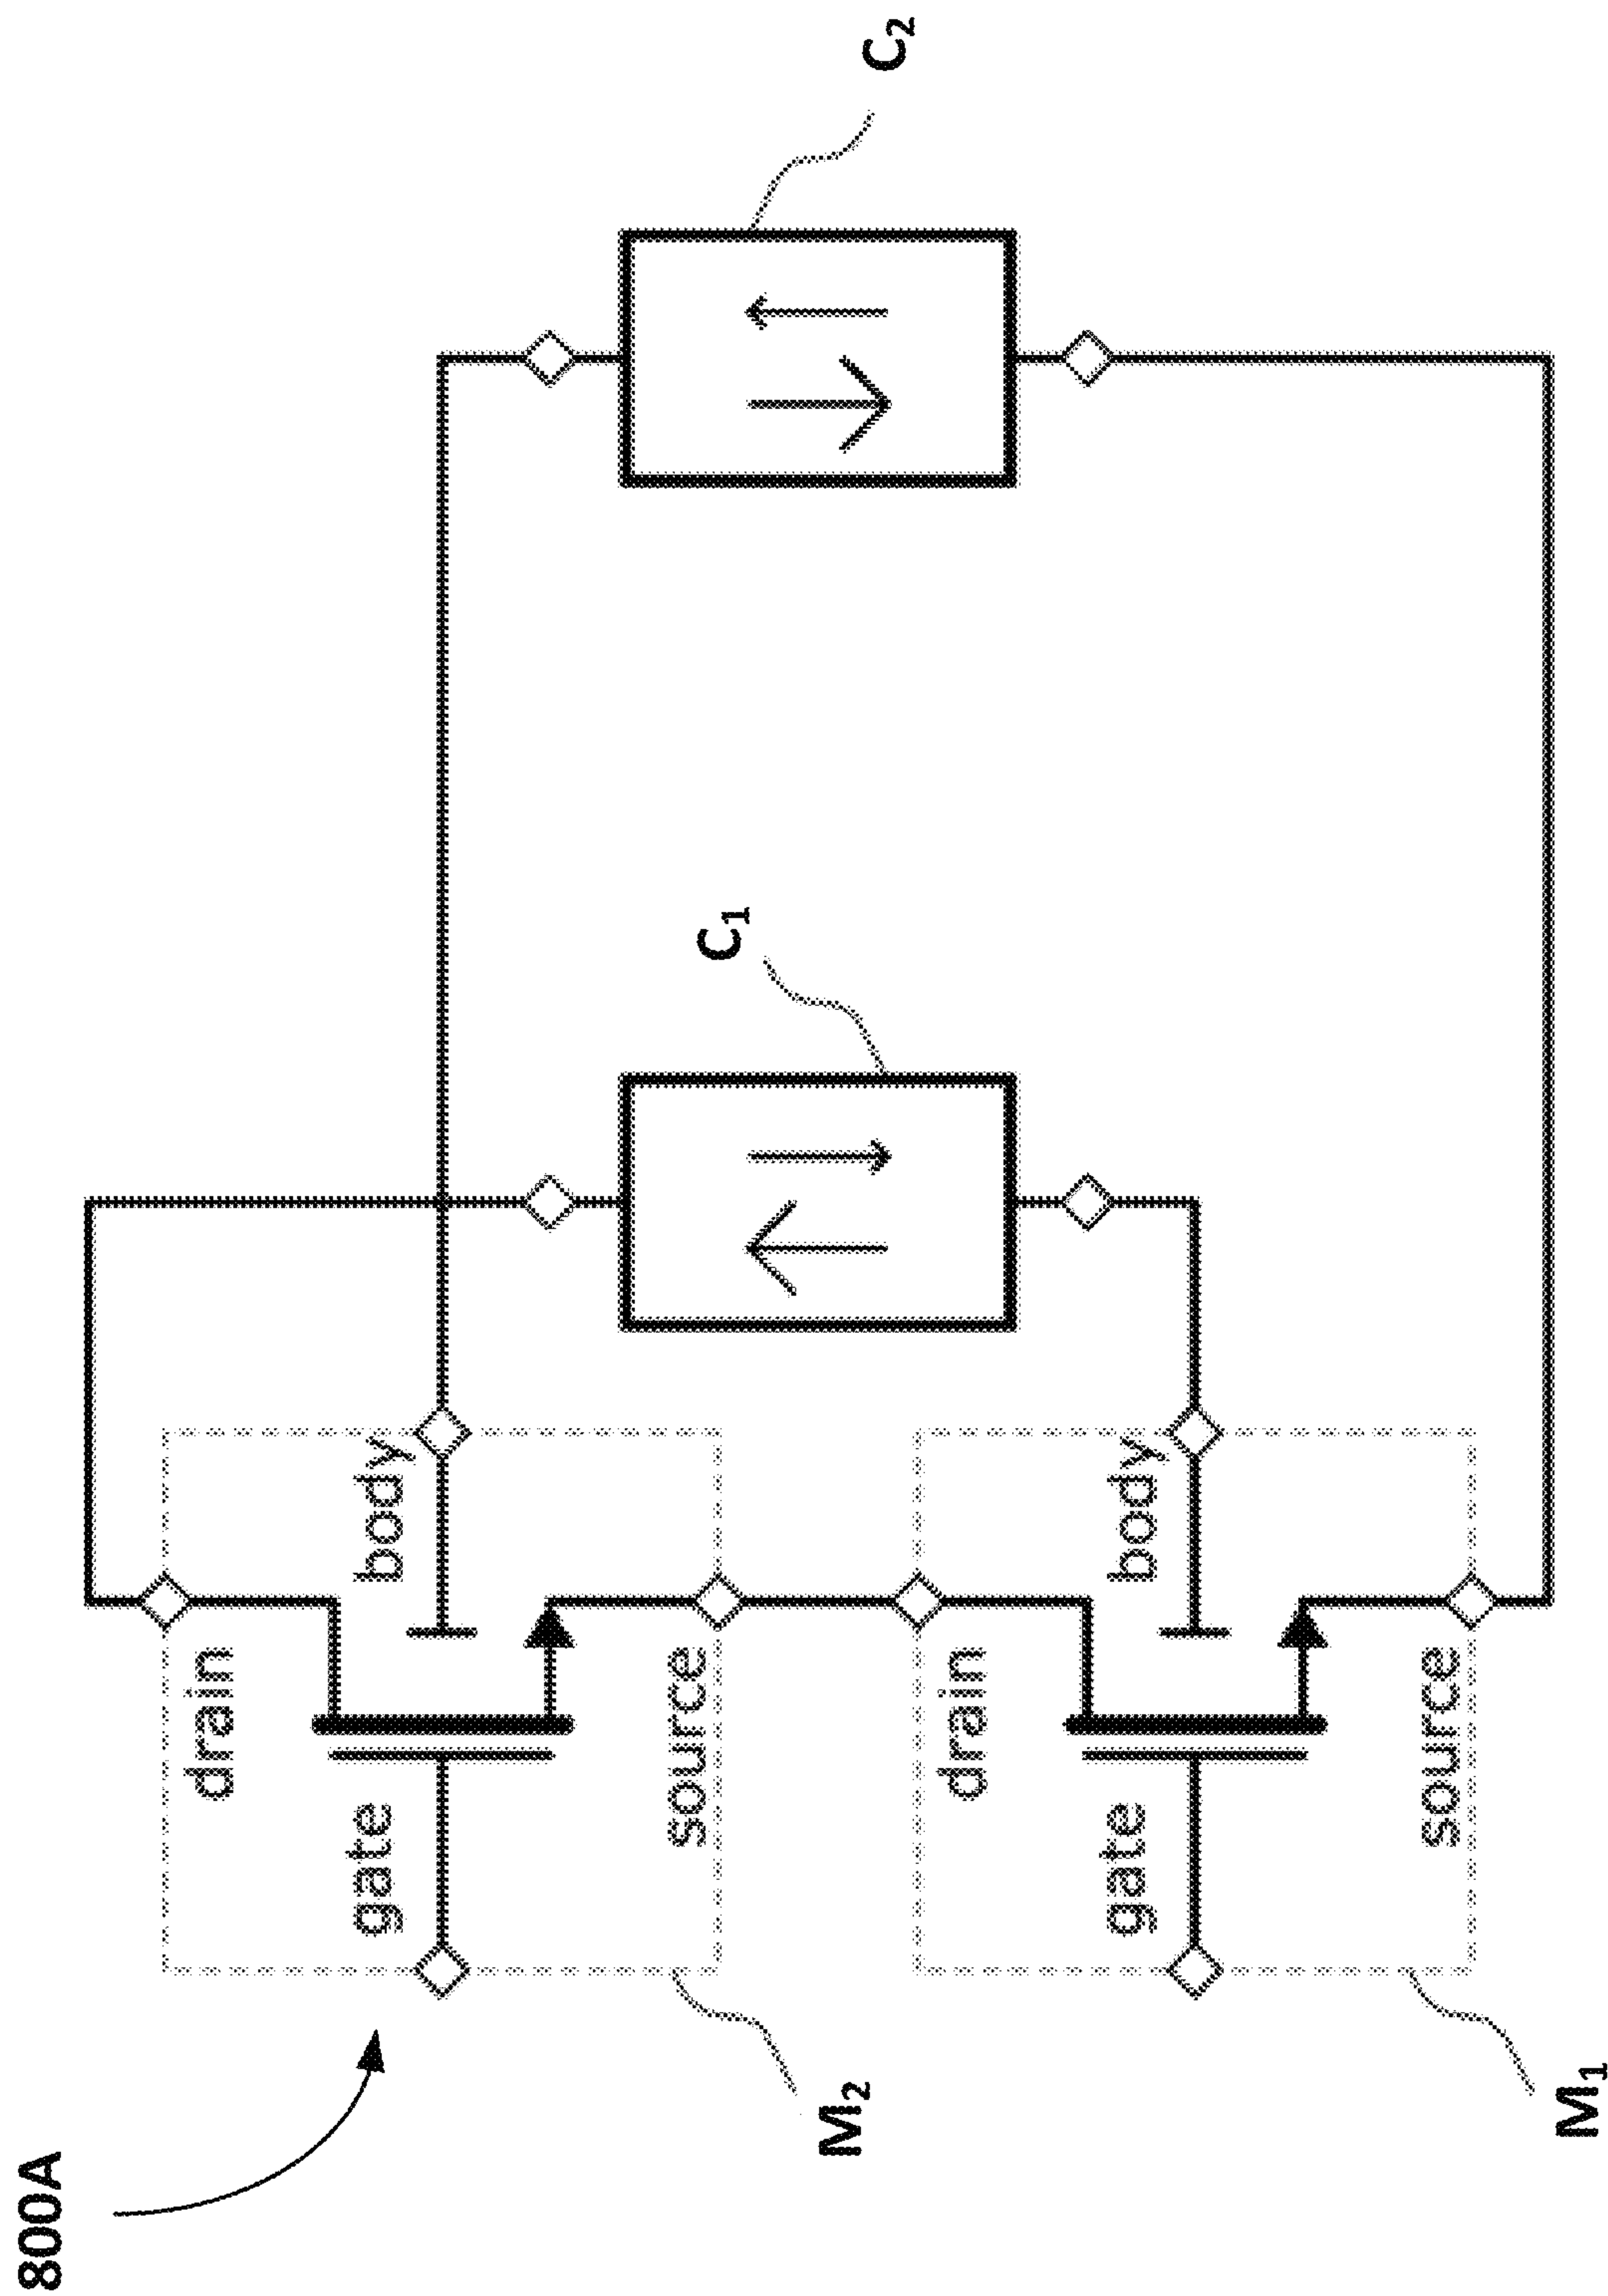 800A
M₂
gate
drain
source
body
M₁
gate
drain
source
body
C₁
C₂